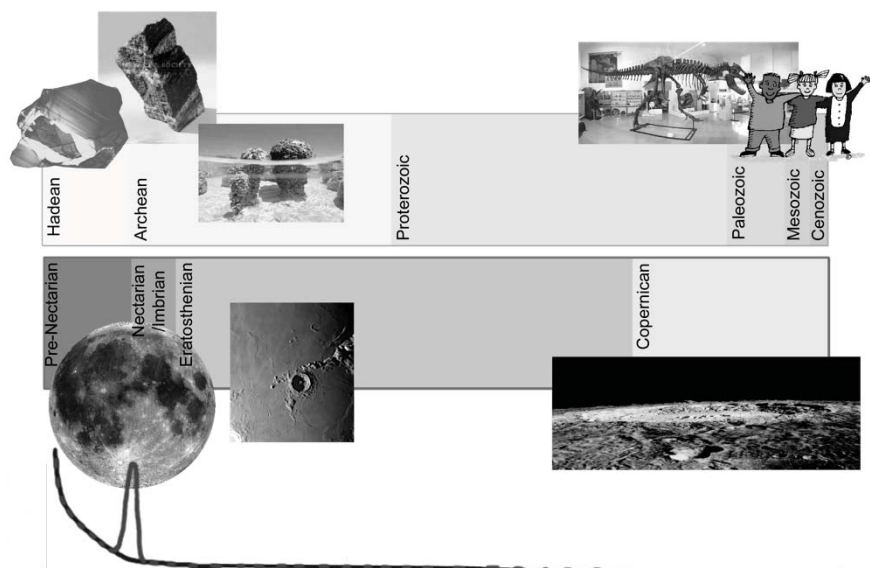 Hadean
Archean
Proterozoic
Paleozoic
Mesozoic
Cenozoic
Pre-Nectarian
Nectarian
/Imbrian
Eratosthenian
Copernican